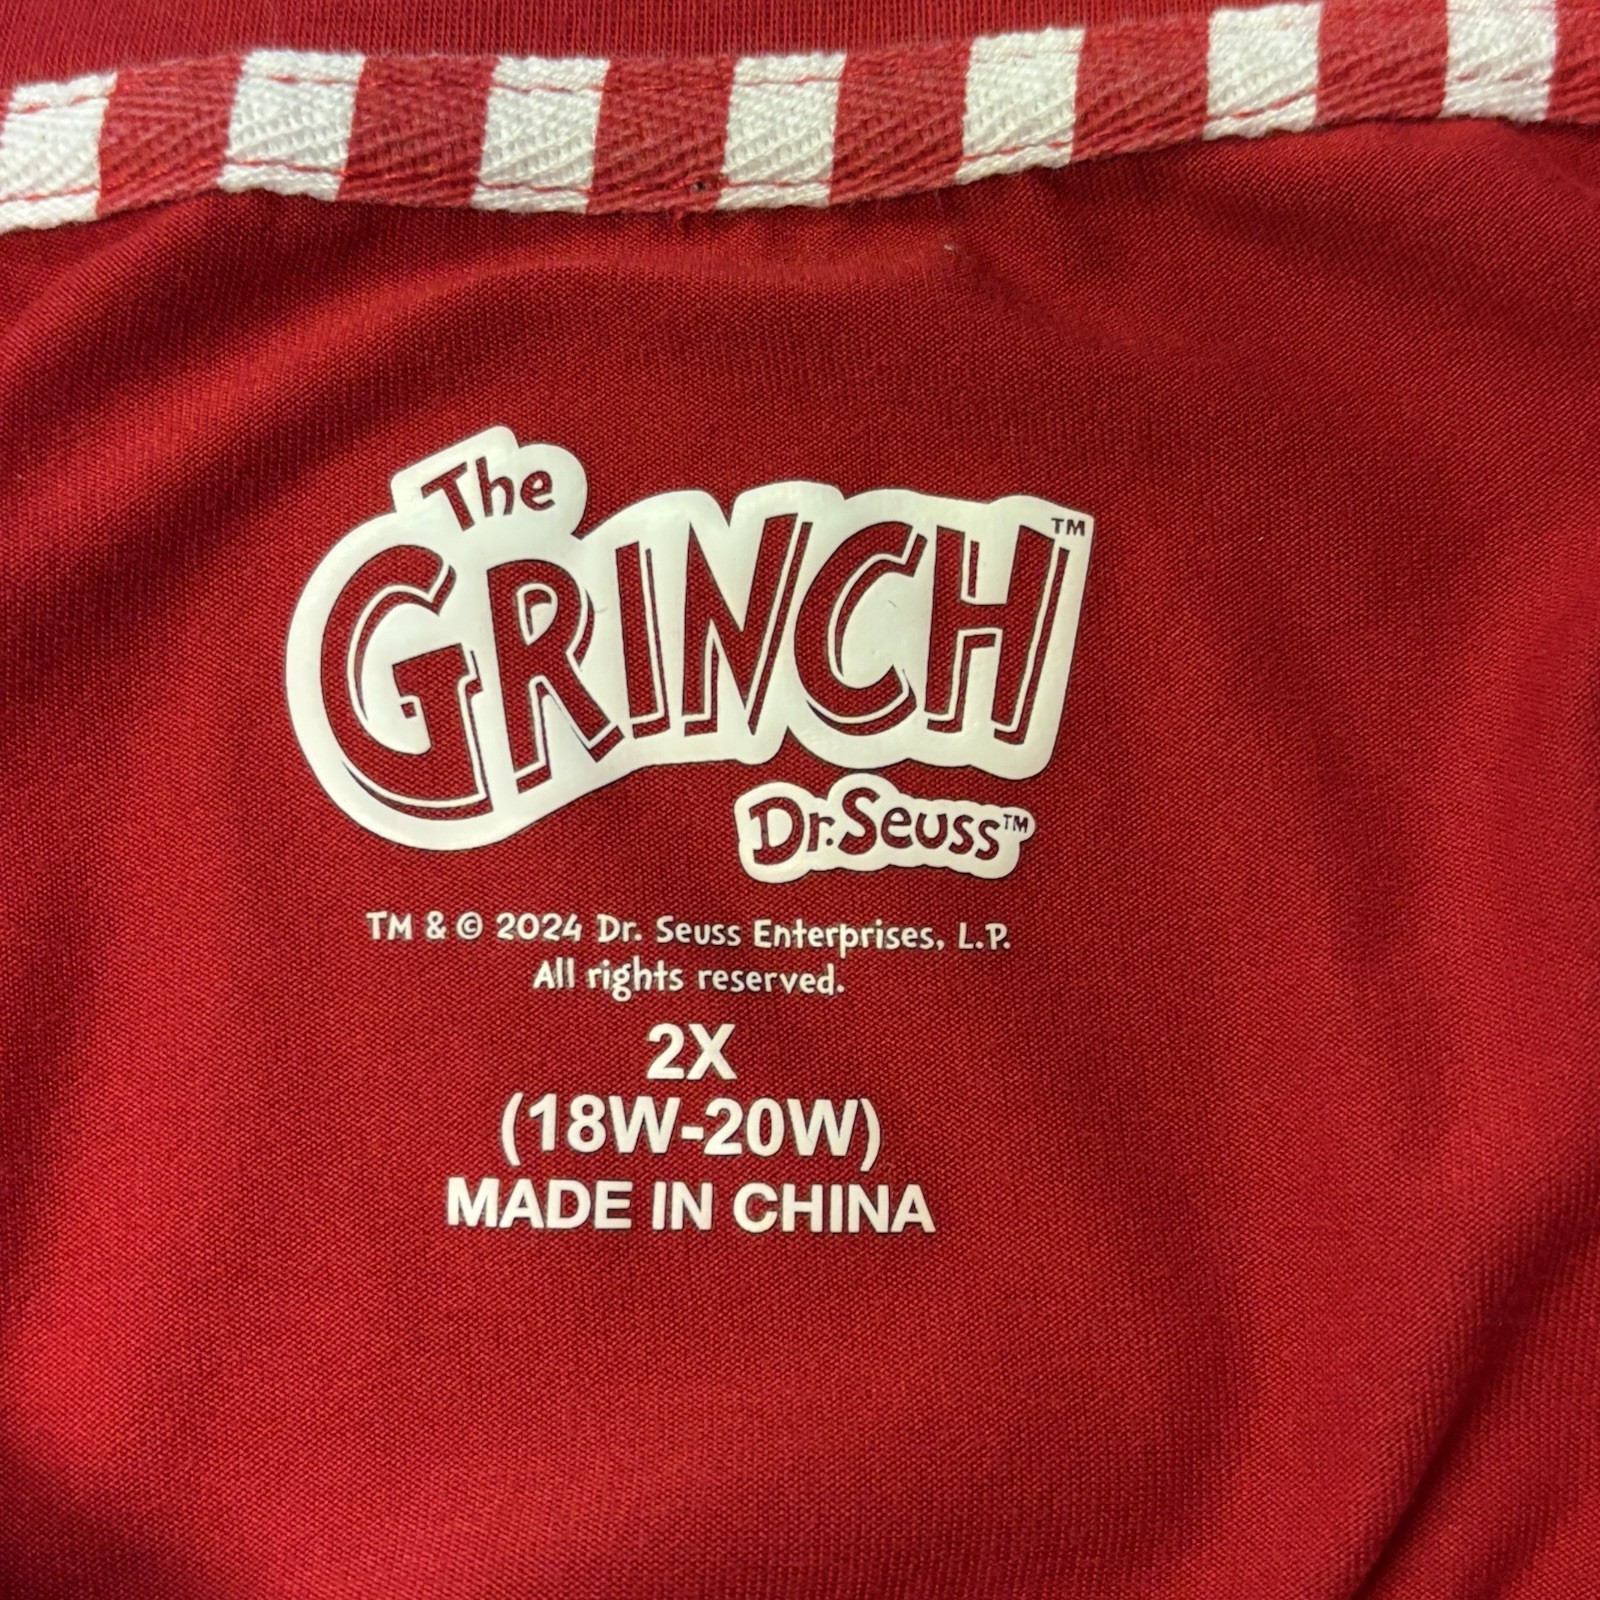 The
GRINCH™
Dr. Seuss™
TM & © 2024 Dr. Seuss Enterprises, L.P.
All rights reserved.
2X
(18W-20W)
MADE IN CHINA